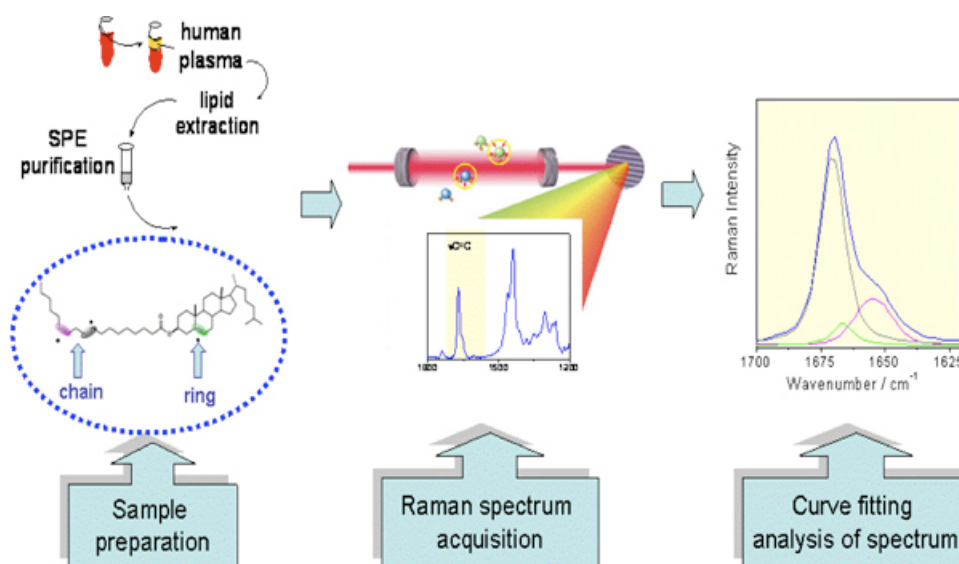 human
plasma
lipid
extraction
SPE
purification
chain
ring
1800
1500
1200
Raman Intensity
1700
1675
1650
1625
Wavenumber / cm⁻¹
Sample
preparation
Raman spectrum
acquisition
Curve fitting
analysis of spectrum